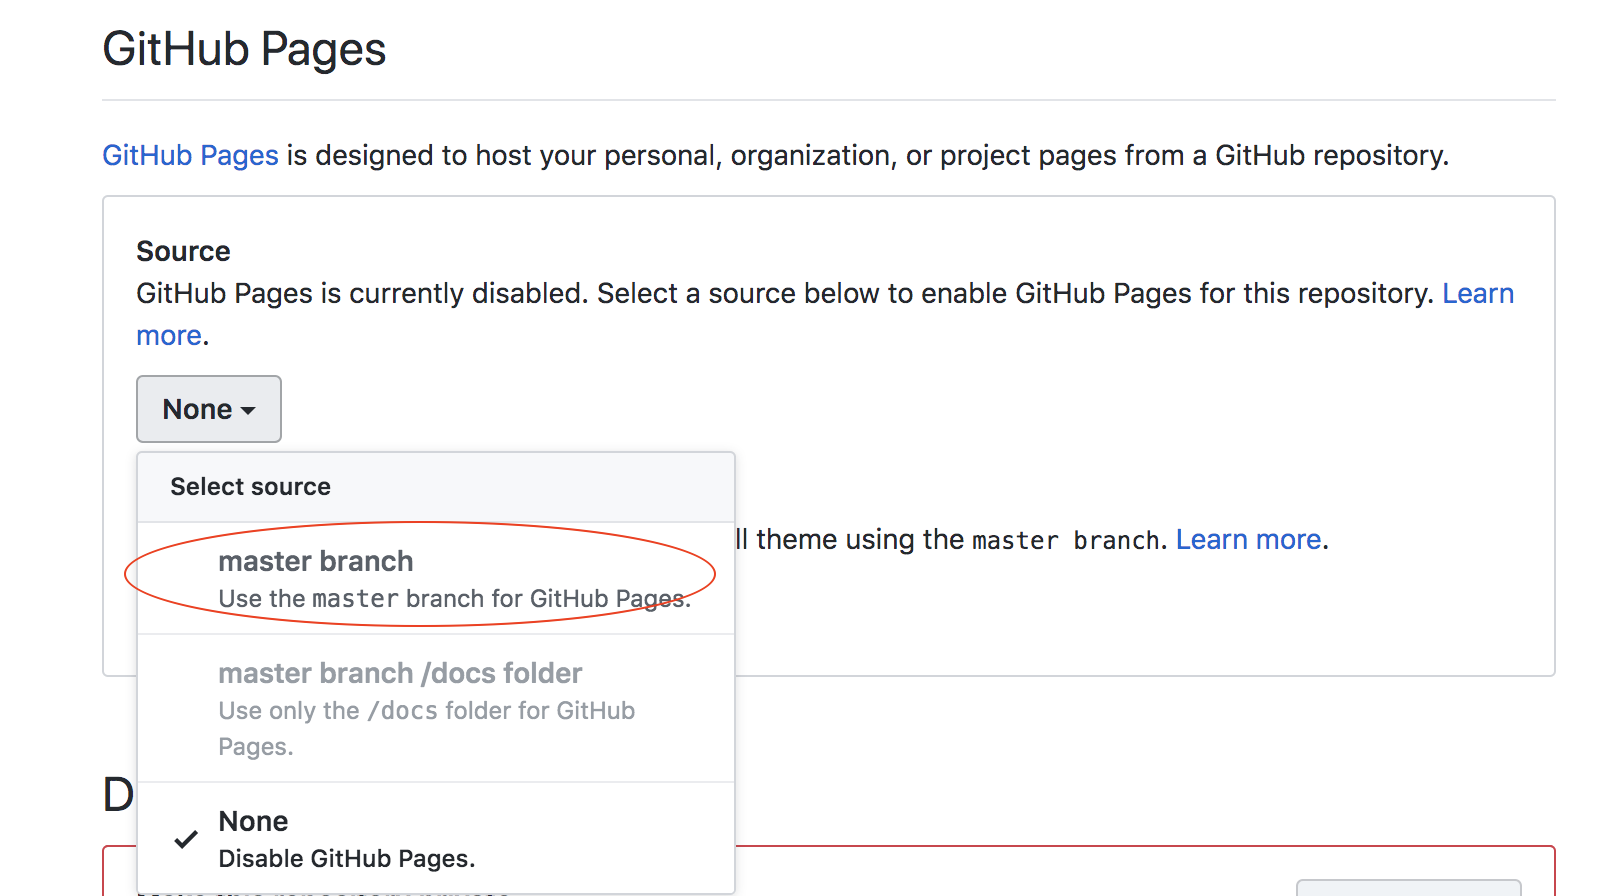 GitHub Pages
GitHub Pages is designed to host your personal, organization, or project pages from a GitHub repository.
Source
GitHub Pages is currently disabled. Select a source below to enable GitHub Pages for this repository. Learn
more.
None
Select source
master branch
Use the master branch for GitHub Pages.
ll theme using the master branch. Learn more.
master branch /docs folder
Use only the /docs folder for GitHub
Pages.
D
None
Disable GitHub Pages.